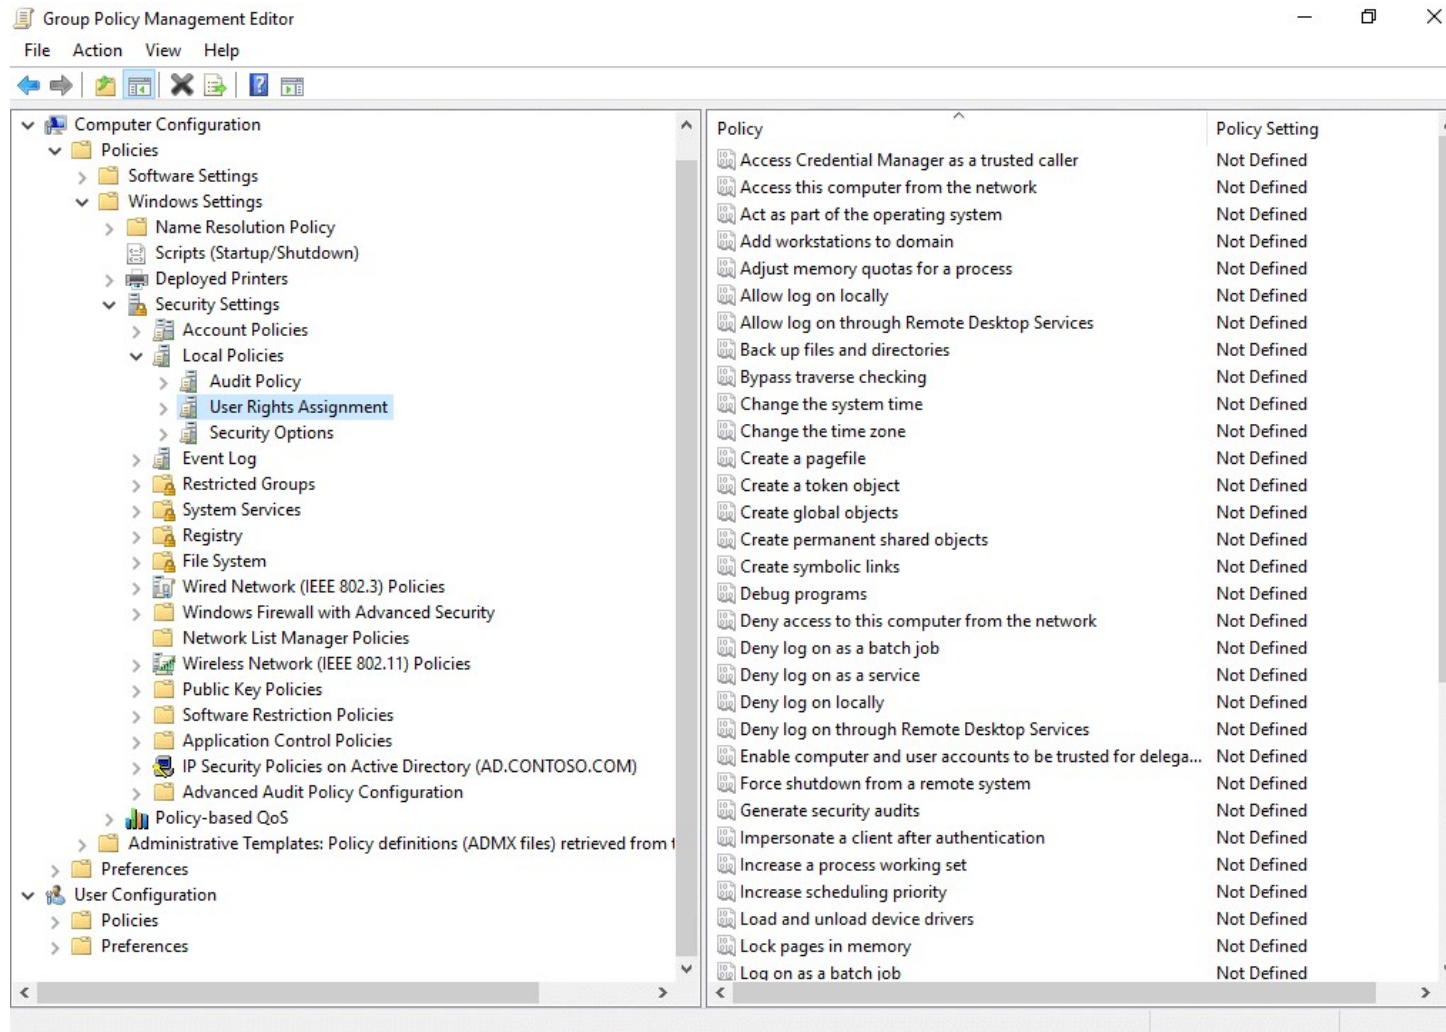 Group Policy Management Editor
File Action View Help
Computer Configuration
Policies
Software Settings
Windows Settings
Name Resolution Policy
Scripts (Startup/Shutdown)
Deployed Printers
Security Settings
Account Policies
Local Policies
Audit Policy
User Rights Assignment
Security Options
Event Log
Restricted Groups
System Services
Registry
File System
Wired Network (IEEE 802.3) Policies
Windows Firewall with Advanced Security
Network List Manager Policies
Wireless Network (IEEE 802.11) Policies
Public Key Policies
Software Restriction Policies
Application Control Policies
IP Security Policies on Active Directory (AD.CONTOSO.COM)
Advanced Audit Policy Configuration
Policy-based QoS
Administrative Templates: Policy definitions (ADMX files) retrieved from
Preferences
User Configuration
Policies
Preferences
Policy Policy Setting
Access Credential Manager as a trusted caller Not Defined
Access this computer from the network Not Defined
Act as part of the operating system Not Defined
Add workstations to domain Not Defined
Adjust memory quotas for a process Not Defined
Allow log on locally Not Defined
Allow log on through Remote Desktop Services Not Defined
Back up files and directories Not Defined
Bypass traverse checking Not Defined
Change the system time Not Defined
Change the time zone Not Defined
Create a pagefile Not Defined
Create a token object Not Defined
Create global objects Not Defined
Create permanent shared objects Not Defined
Create symbolic links Not Defined
Debug programs Not Defined
Deny access to this computer from the network Not Defined
Deny log on as a batch job Not Defined
Deny log on as a service Not Defined
Deny log on locally Not Defined
Deny log on through Remote Desktop Services Not Defined
Enable computer and user accounts to be trusted for delega... Not Defined
Force shutdown from a remote system Not Defined
Generate security audits Not Defined
Impersonate a client after authentication Not Defined
Increase a process working set Not Defined
Increase scheduling priority Not Defined
Load and unload device drivers Not Defined
Lock pages in memory Not Defined
Log on as a batch job Not Defined